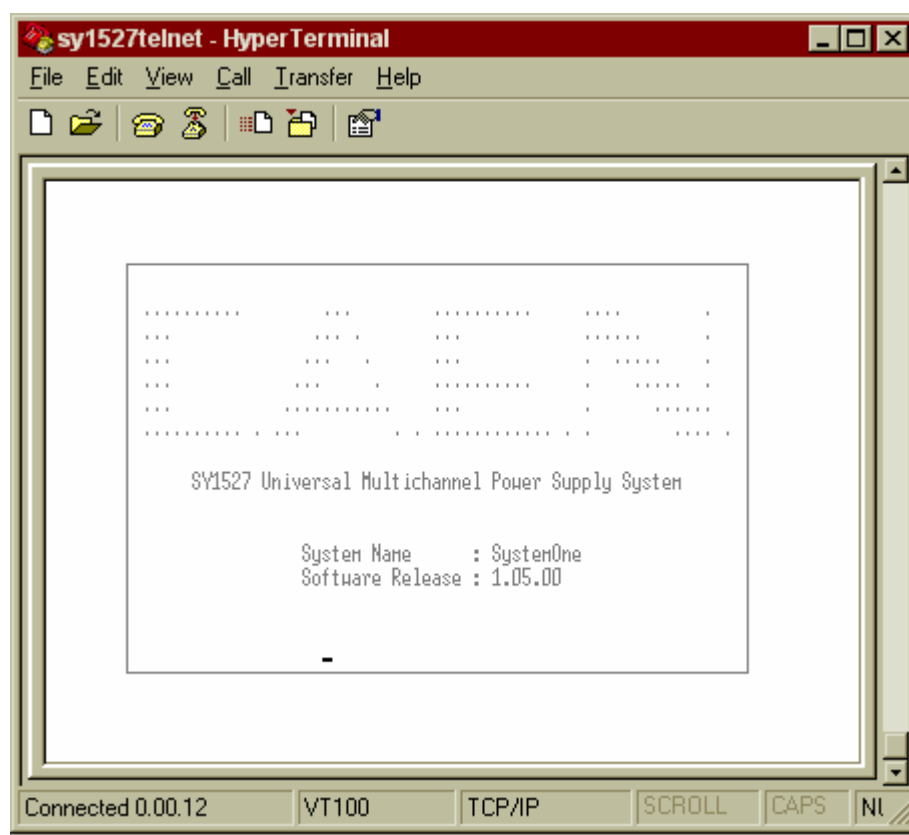 sy1527telnet - HyperTerminal
File Edit View Call Transfer Help
CAEN
SY1527 Universal Multichannel Power Supply System
System Name : SystemOne
Software Release : 1.05.00
Connected 0.00.12 VT100 TCP/IP SCROLL CAPS